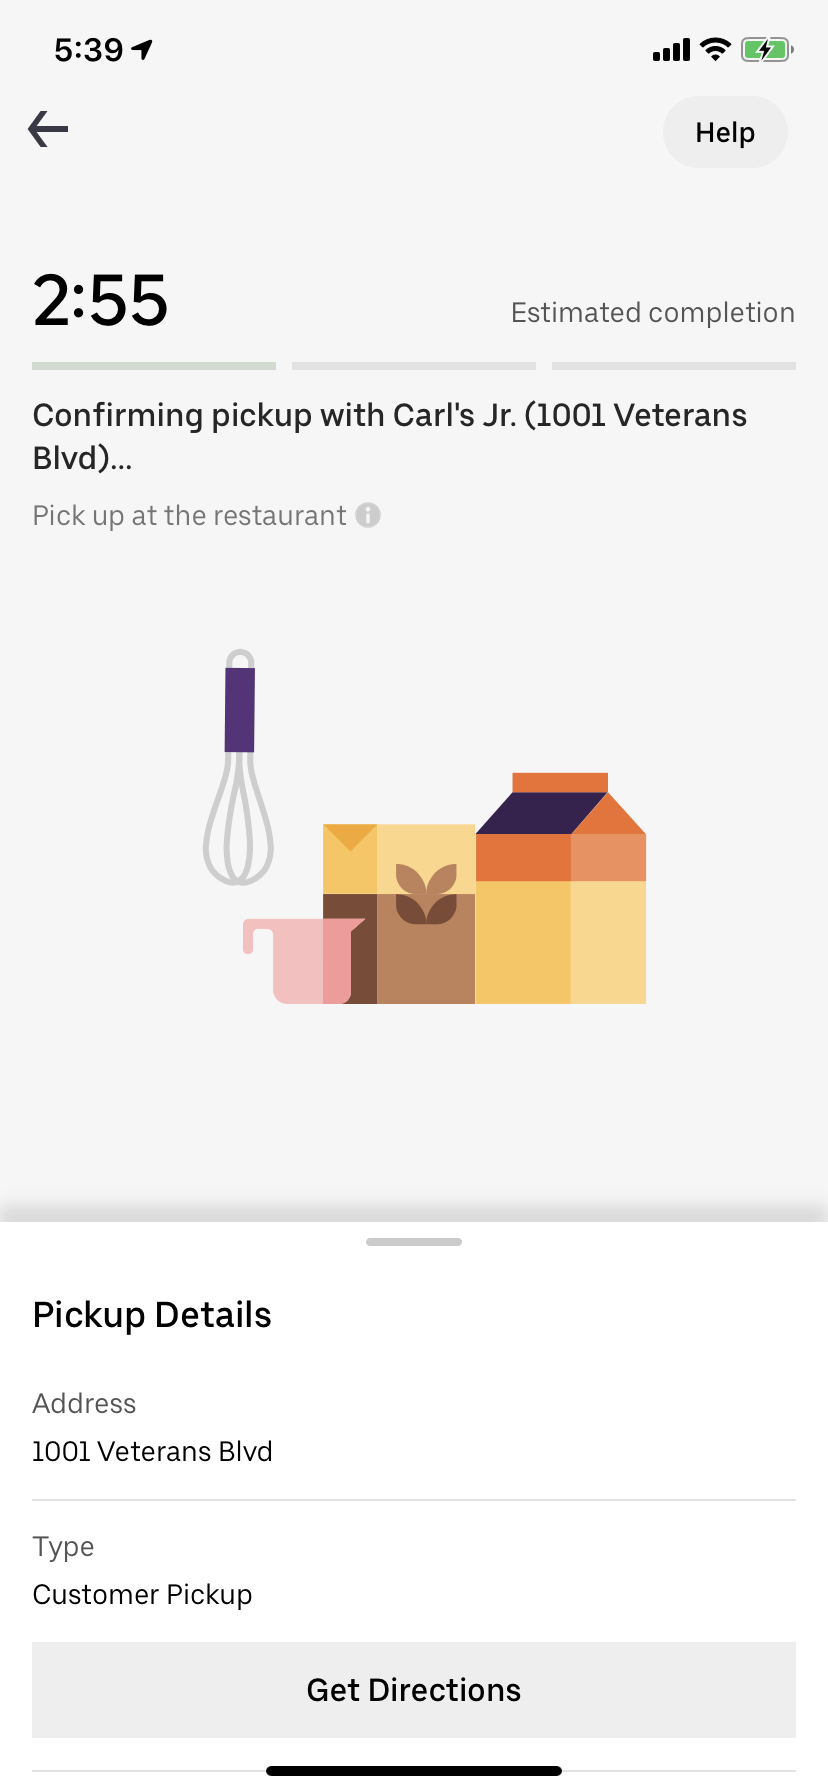 5:39
Help
2:55
Estimated completion
Confirming pickup with Carl's Jr. (1001 Veterans
Blvd)...
Pick up at the restaurant
Pickup Details
Address
1001 Veterans Blvd
Type
Customer Pickup
Get Directions